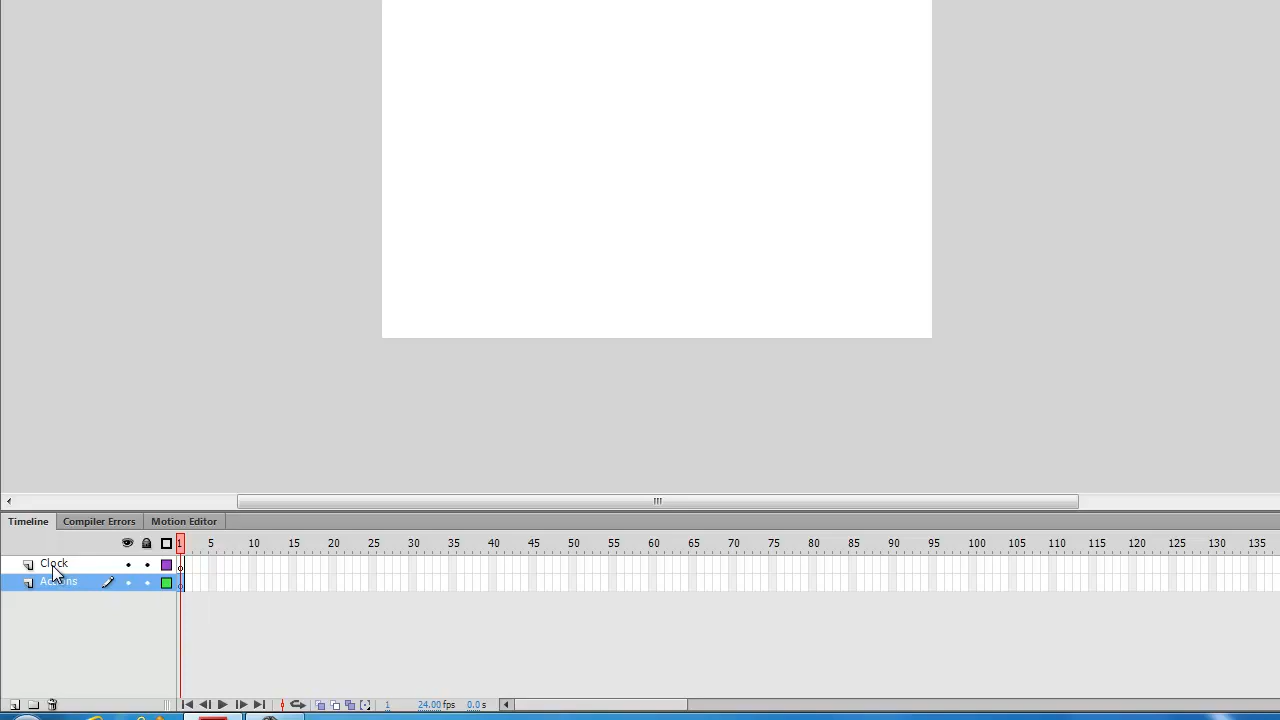 Timeline Compiler Errors Motion Editor
1 5 10 15 20 25 30 35 40 45 50 55 60 65 70 75 80 85 90 95 100 105 110 115 120 125 130 135
Clock
Actions
1 24.00 fps 0.0 s